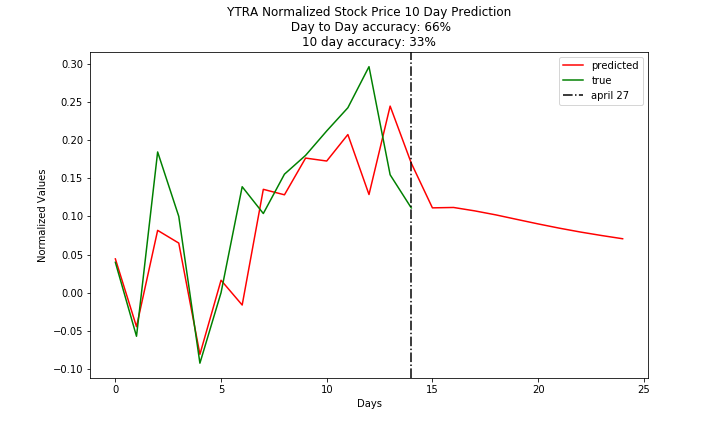 YTRA Normalized Stock Price 10 Day Prediction
Day to Day accuracy: 66%
10 day accuracy: 33%
predicted
true
april 27
Normalized Values
0.30
0.25
0.20
0.15
0.10
0.05
0.00
−0.05
−0.10
0 5 10 15 20 25
Days